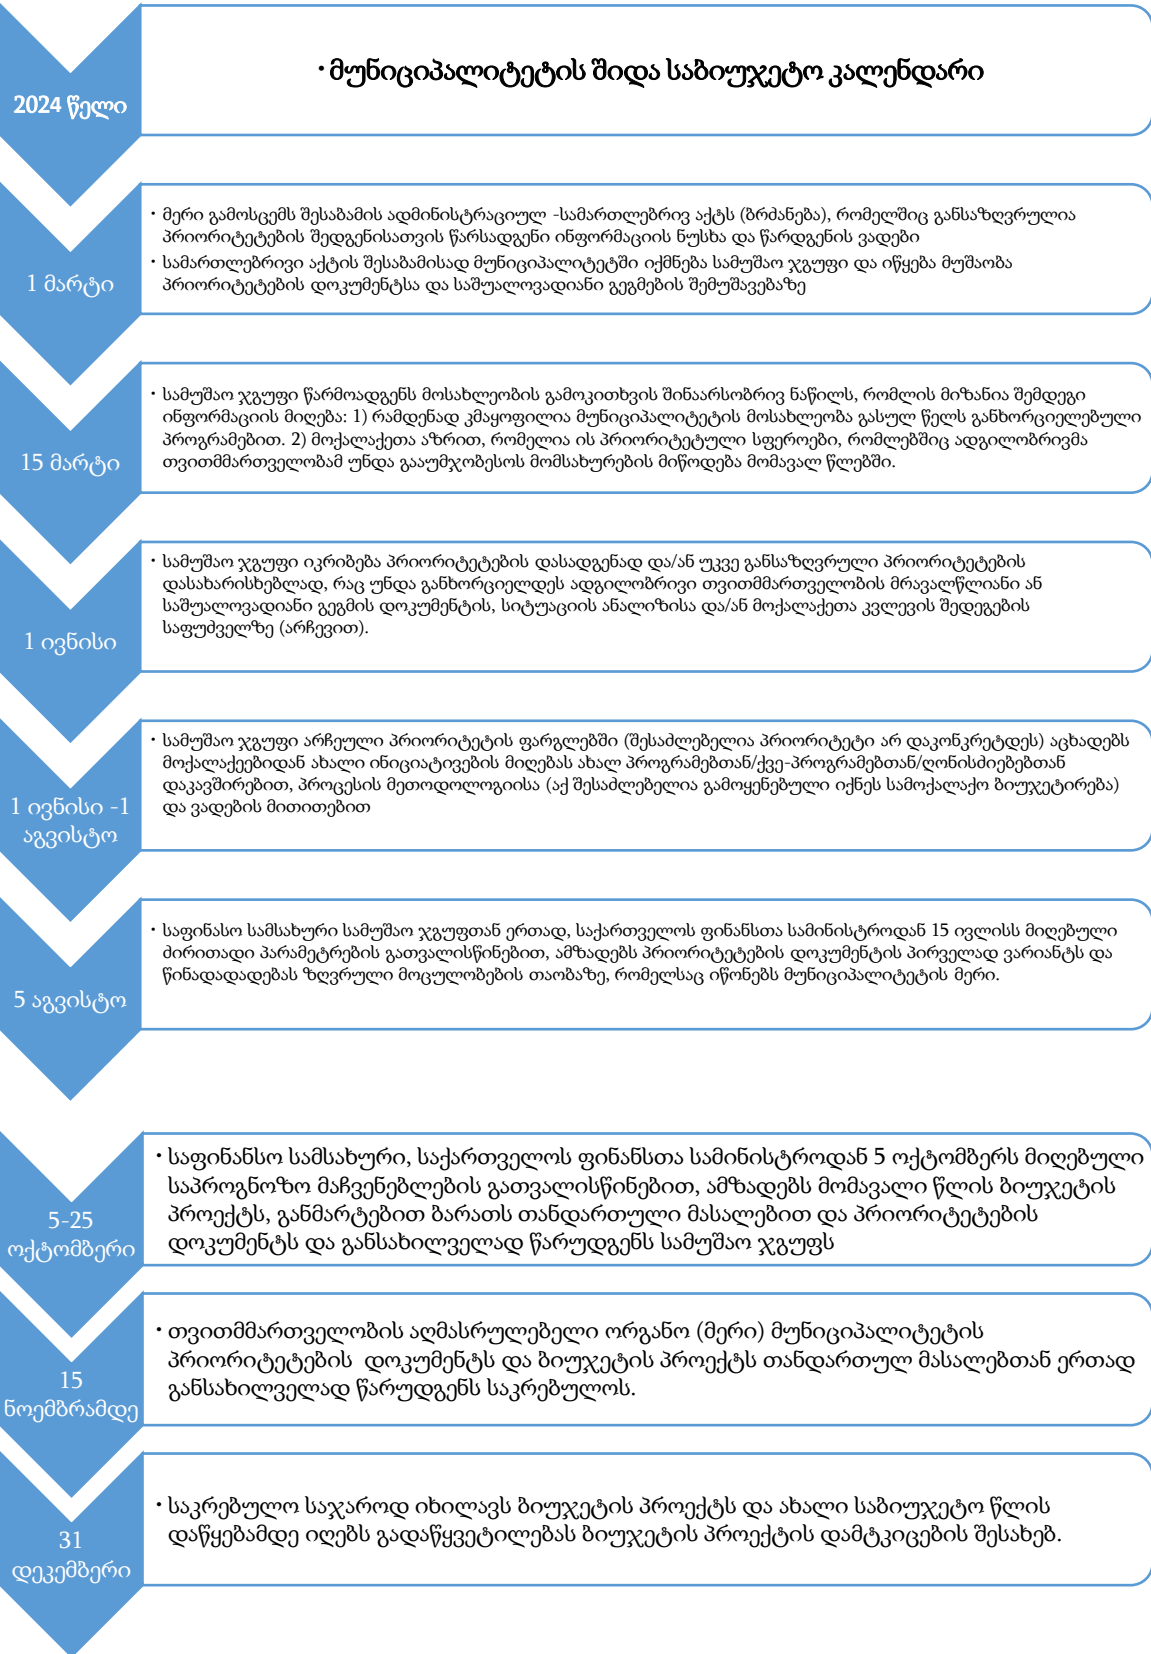 2024 წელი
· მუნიციპალიტეტის შიდა საბიუჯეტო კალენდარი
1 მარტი
· მერი გამოსცემს შესაბამის ადმინისტრაციულ -სამართლებრივ აქტს (ბრძანება), რომელშიც განსაზღვრულია
პრიორიტეტების შედგენისათვის წარსადგენი ინფორმაციის ნუსხა და წარდგენის ვადები
· სამართლებრივი აქტის შესაბამისად მუნიციპალიტეტში იქმნება სამუშაო ჯგუფი და იწყება მუშაობა
პრიორიტეტების დოკუმენტსა და საშუალოვადიანი გეგმების შემუშავებაზე
15 მარტი
· სამუშაო ჯგუფი წარმოადგენს მოსახლეობის გამოკითხვის შინაარსობრივ ნაწილს, რომლის მიზანია შემდეგი
ინფორმაციის მიღება: 1) რამდენად კმაყოფილია მუნიციპალიტეტის მოსახლეობა გასულ წელს განხორციელებული
პროგრამებით. 2) მოქალაქეთა აზრით, რომელია ის პრიორიტეტული სფეროები, რომლებშიც ადგილობრივმა
თვითმმართველობამ უნდა გააუმჯობესოს მომსახურების მიწოდება მომავალ წლებში.
1 ივნისი
· სამუშაო ჯგუფი იკრიბება პრიორიტეტების დასადგენად და/ან უკვე განსაზღვრული პრიორიტეტების
დასახარისხებლად, რაც უნდა განხორციელდეს ადგილობრივი თვითმმართველობის მრავალწლიანი ან
საშუალოვადიანი გეგმის დოკუმენტის, სიტუაციის ანალიზისა და/ან მოქალაქეთა კვლევის შედეგების
საფუძველზე (არჩევით).
1 ივნისი -1
აგვისტო
· სამუშაო ჯგუფი არჩეული პრიორიტეტის ფარგლებში (შესაძლებელია პრიორიტეტი არ დაკონკრეტდეს) აცხადებს
მოქალაქეებიდან ახალი ინიციატივების მიღებას ახალ პროგრამებთან/ქვე-პროგრამებთან/ღონისძიებებთან
დაკავშირებით, პროცესის მეთოდოლოგიისა (აქ შესაძლებელია გამოყენებული იქნეს სამოქალაქო ბიუჯეტირება)
და ვადების მითითებით
5 აგვისტო
· საფინასო სამსახური სამუშაო ჯგუფთან ერთად, საქართველოს ფინანსთა სამინისტროდან 15 ივლისს მიღებული
ძირითადი პარამეტრების გათვალისწინებით, ამზადებს პრიორიტეტების დოკუმენტის პირველად ვარიანტს და
წინადადადებას ზღვრული მოცულობების თაობაზე, რომელსაც იწონებს მუნიციპალიტეტის მერი.
5-25
ოქტომბერი
· საფინანსო სამსახური, საქართველოს ფინანსთა სამინისტროდან 5 ოქტომბერს მიღებული
საპროგნოზო მაჩვენებლების გათვალისწინებით, ამზადებს მომავალი წლის ბიუჯეტის
პროექტს, განმარტებით ბარათს თანდართული მასალებით და პრიორიტეტების
დოკუმენტს და განსახილველად წარუდგენს სამუშაო ჯგუფს
15
ნოემბრამდე
· თვითმმართველობის აღმასრულებელი ორგანო (მერი) მუნიციპალიტეტის
პრიორიტეტების დოკუმენტს და ბიუჯეტის პროექტს თანდართულ მასალებთან ერთად
განსახილველად წარუდგენს საკრებულოს.
31
დეკემბერი
· საკრებულო საჯაროდ იხილავს ბიუჯეტის პროექტს და ახალი საბიუჯეტო წლის
დაწყებამდე იღებს გადაწყვეტილებას ბიუჯეტის პროექტის დამტკიცების შესახებ.